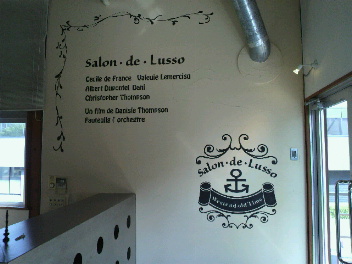 Salon·de·Lusso
Cecile de France Valerie Lemercier
Albert Dupontel Dani
Christopher Thompson
Un film de Daniele Thompson
Fauteuils d'orchestre
Salon·de·Lusso